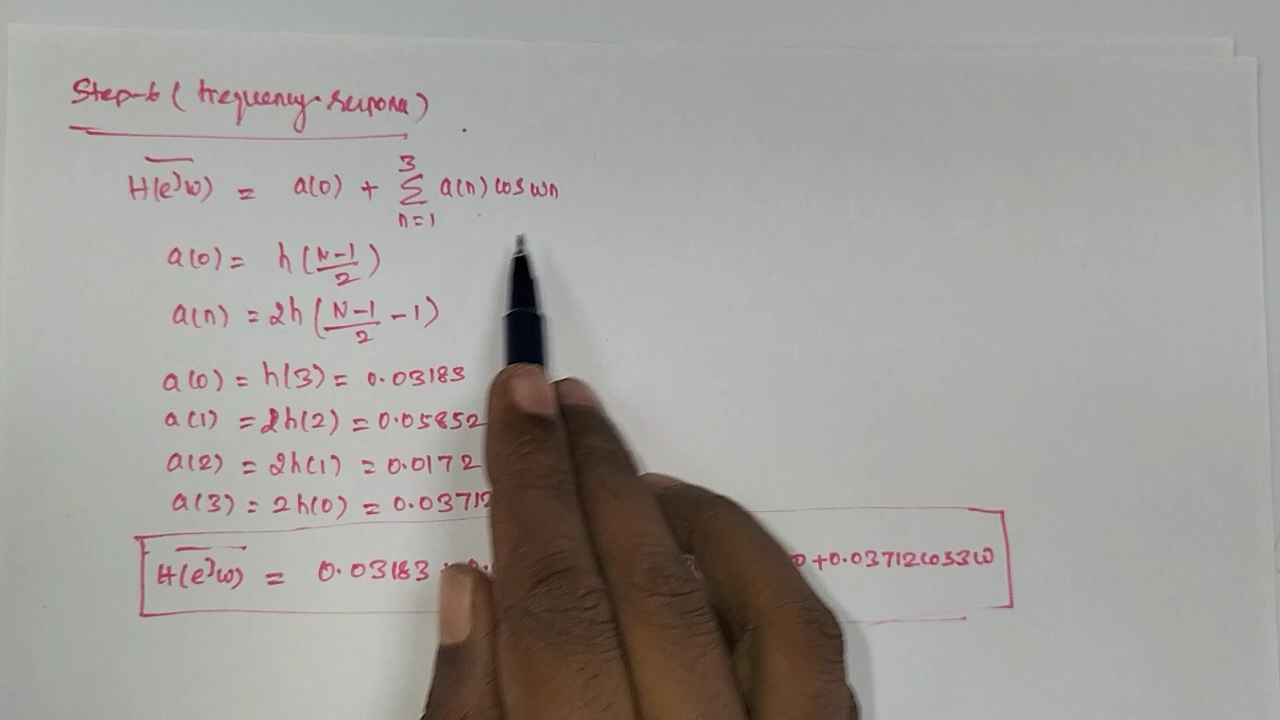 Step-6 (frequency response)
H(e^jω) = a(0) + Σ_{n=1}^{3} a(n) cos ωn
a(0) = h(N-1/2)
a(n) = 2h(N-1/2 - 1)
a(0) = h(3) = 0.03183
a(1) = 2h(2) = 0.05852
a(2) = 2h(1) = 0.0172
a(3) = 2h(0) = 0.03712
H(e^jω) = 0.03183 +0.03712cos3ω